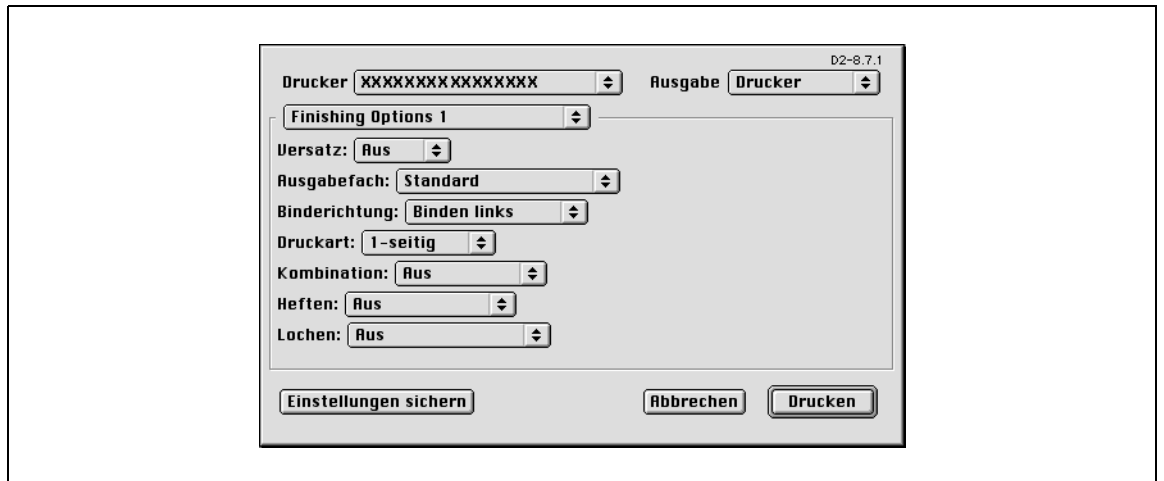 D2-8.7.1
Drucker XXXXXXXXXXXXXXX Ausgabe Drucker
Finishing Options 1
Versatz: Aus
Ausgabefach: Standard
Binderichtung: Binden links
Druckart: 1-seitig
Kombination: Aus
Heften: Aus
Lochen: Aus
Einstellungen sichern Abbrechen Drucken